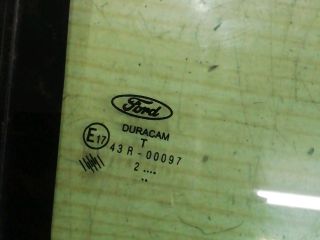 Ford
DURACAM
T
E17
43R-00097
2 ....
..